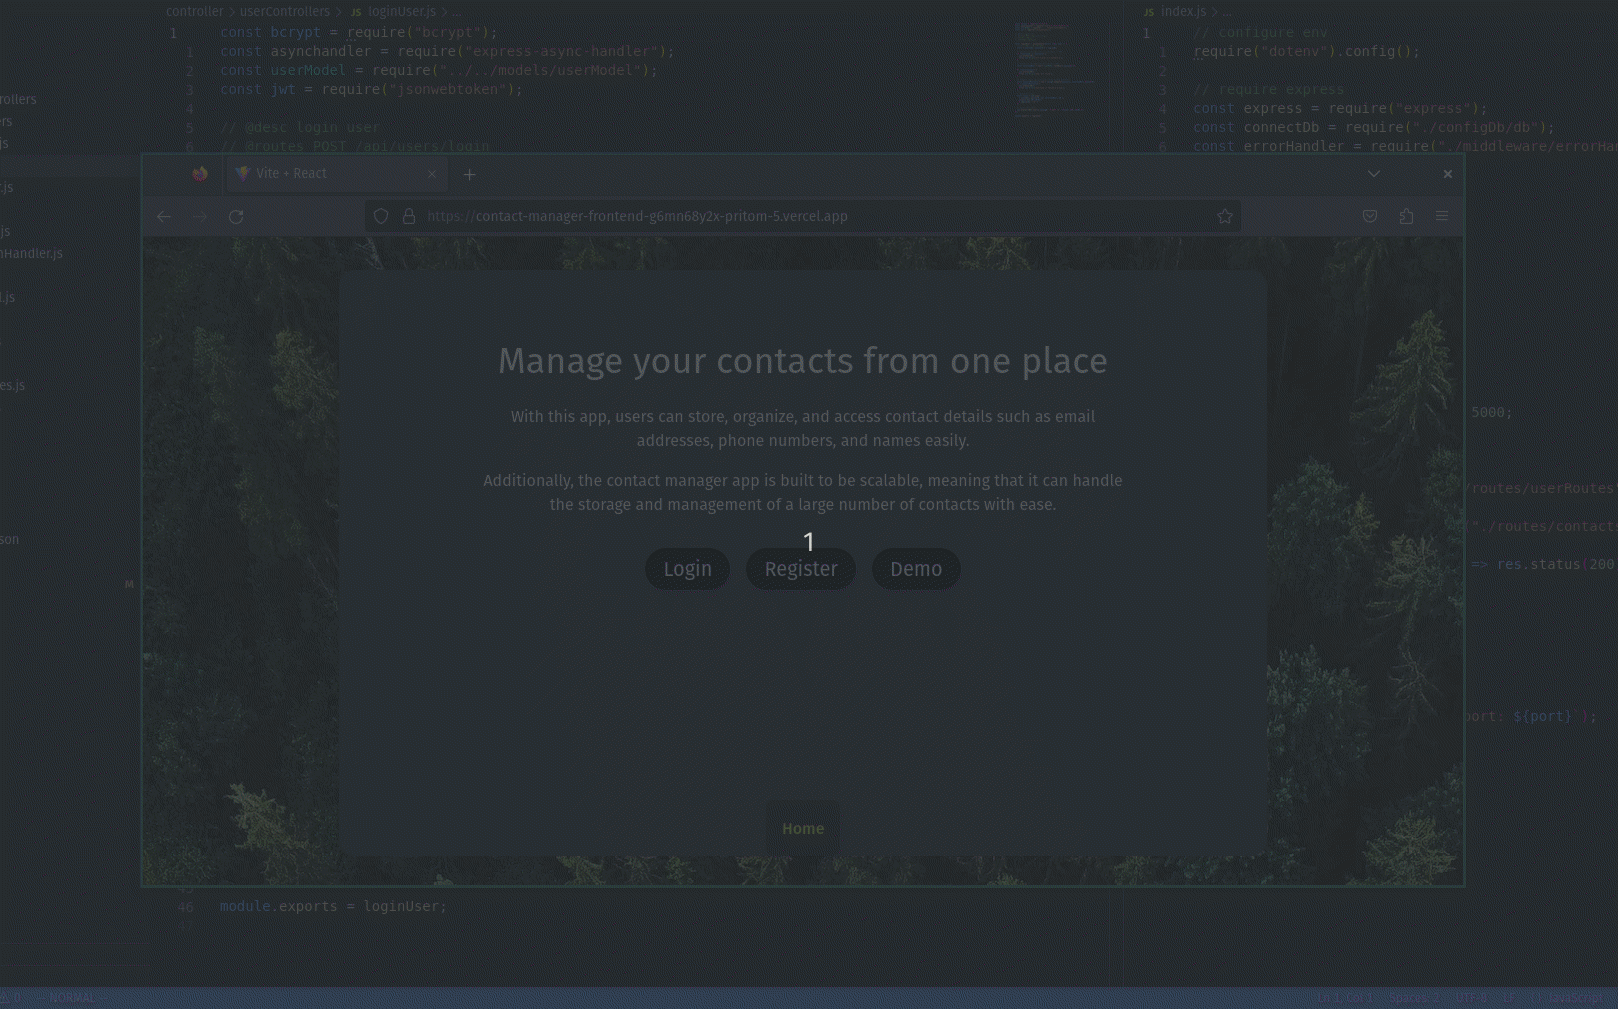 controller > userControllers > JS loginUser.js > ...
1 const bcrypt = require("bcrypt");
1 const asynchandler = require("express-async-handler");
2 const userModel = require("../../models/userModel");
3 const jwt = require("jsonwebtoken");
4
5 // @desc login user
6 // @routes POST /api/users/login
JS index.js > ...
1 // configure env
1 require("dotenv").config();
2
3 // require express
4 const express = require("express");
5 const connectDb = require("./configDb/db");
6 const errorHandler = require("./middleware/errorHan
rollers
ers
js
r.js
js
nHandler.js
l.js
es.js
son
M
Vite + React
https://contact-manager-frontend-g6mn68y2x-pritom-5.vercel.app
Manage your contacts from one place
With this app, users can store, organize, and access contact details such as email
addresses, phone numbers, and names easily.
Additionally, the contact manager app is built to be scalable, meaning that it can handle
the storage and management of a large number of contacts with ease.
1
Login Register Demo
Home
5000;
/routes/userRoutes"
"./routes/contacts
=> res.status(200
port: ${port}`);
46 module.exports = loginUser;
47
0 -- NORMAL --
Ln 1, Col 1 Spaces: 2 UTF-8 LF {} JavaScript